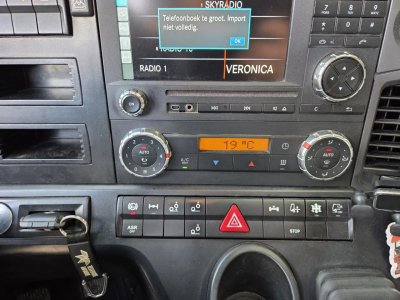 SKYRADIO
Telefoonboek te groot. Import
niet volledig.
OK
RADIO 10
RADIO 1
VERONICA
AUTO
19 °C
AUTO
ASR
OFF
STOP